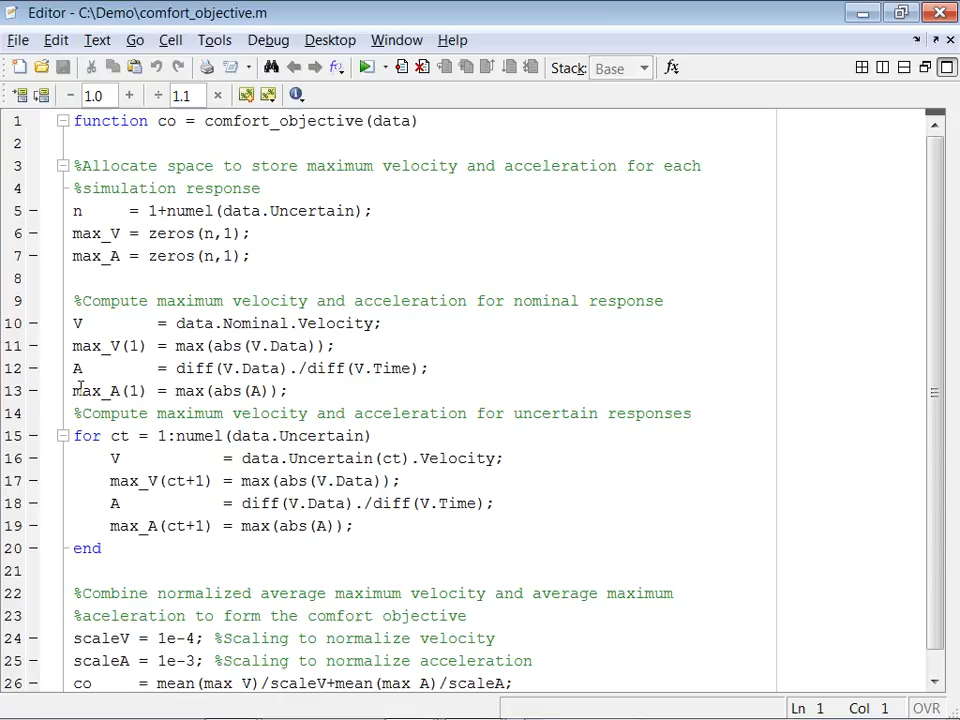 Editor - C:\Demo\comfort_objective.m
File Edit Text Go Cell Tools Debug Desktop Window Help
Stack: Base fx
- 1.0 + ÷ 1.1 ×
1 function co = comfort_objective(data)
2
3 %Allocate space to store maximum velocity and acceleration for each
4 %simulation response
5 n     = 1+numel(data.Uncertain);
6 max_V = zeros(n,1);
7 max_A = zeros(n,1);
8
9 %Compute maximum velocity and acceleration for nominal response
10 V        = data.Nominal.Velocity;
11 max_V(1) = max(abs(V.Data));
12 A        = diff(V.Data)./diff(V.Time);
13 max_A(1) = max(abs(A));
14 %Compute maximum velocity and acceleration for uncertain responses
15 for ct = 1:numel(data.Uncertain)
16     V           = data.Uncertain(ct).Velocity;
17     max_V(ct+1) = max(abs(V.Data));
18     A           = diff(V.Data)./diff(V.Time);
19     max_A(ct+1) = max(abs(A));
20 end
21
22 %Combine normalized average maximum velocity and average maximum
23 %aceleration to form the comfort objective
24 scaleV = 1e-4; %Scaling to normalize velocity
25 scaleA = 1e-3; %Scaling to normalize acceleration
26 co     = mean(max_V)/scaleV+mean(max_A)/scaleA;
Ln 1 Col 1 OVR